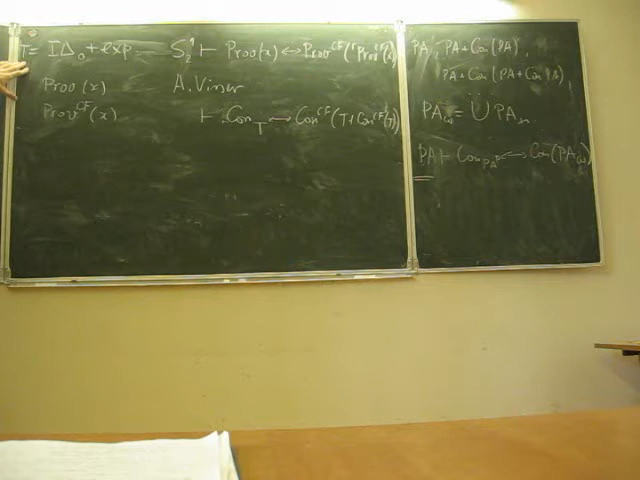 T = IΔ₀ + exp S₂¹ ⊢ Prov(x) ↔ Prov^CF(⌜Prov^CF(x)
Prov(x) A. Visser
Prov^CF(x)
⊢ Con_T ↔ Con^CF(T + Con^CF(T))
PA, PA + Con(PA),
PA + Con(PA + Con PA)
PA_ω = ∪ PA_n
PA ⊢ Con_PA ↔ Con(PA_ω)